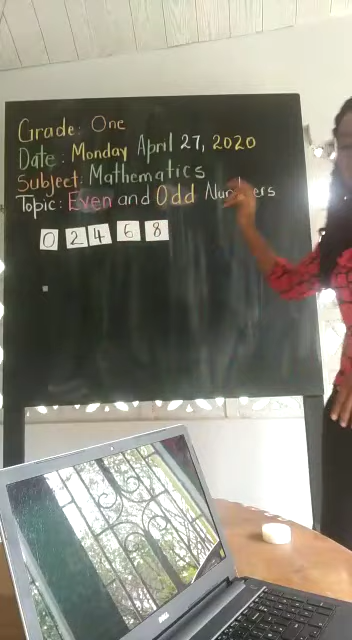 Grade: One
Date: Monday April 27, 2020
Subject: Mathematics
Topic: Even and Odd Numbers
0 2 4 6 8
DELL